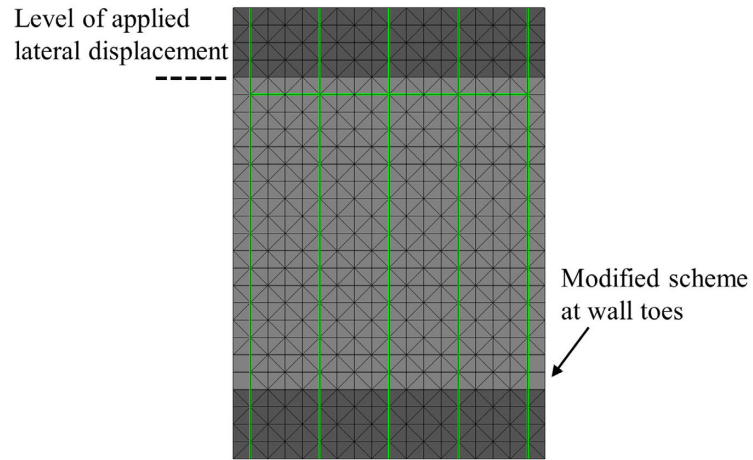 Level of applied
lateral displacement
Modified scheme
at wall toes